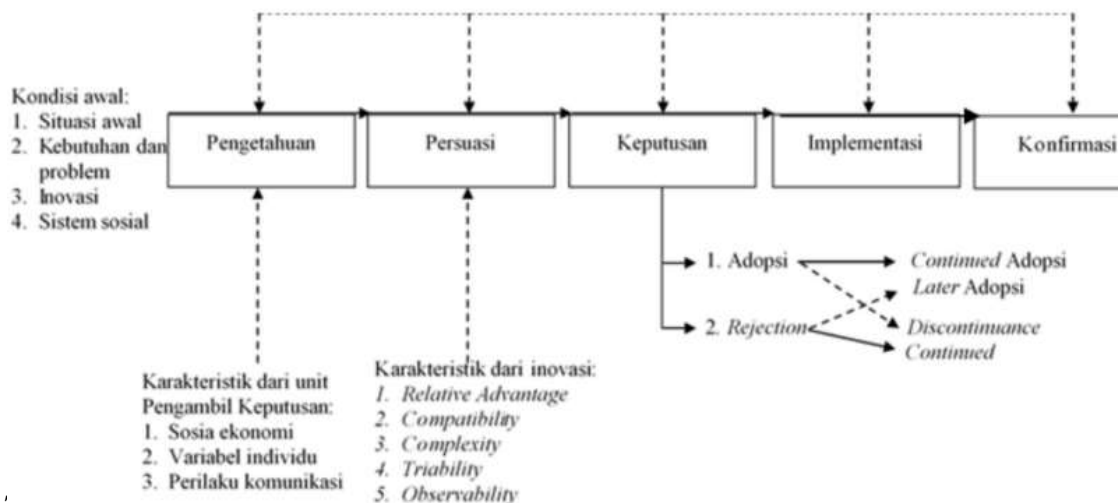 Kondisi awal:
1. Situasi awal
2. Kebutuhan dan
problem
3. Inovasi
4. Sistem sosial
Pengetahuan
Persuasi
Keputusan
Implementasi
Konfirmasi
1. Adopsi
Continued Adopsi
Later Adopsi
2. Rejection
Discontinuance
Continued
Karakteristik dari unit
Pengambil Keputusan:
1. Sosia ekonomi
2. Variabel individu
3. Perilaku komunikasi
Karakteristik dari inovasi:
1. Relative Advantage
2. Compatibility
3. Complexity
4. Triability
5. Observability
,